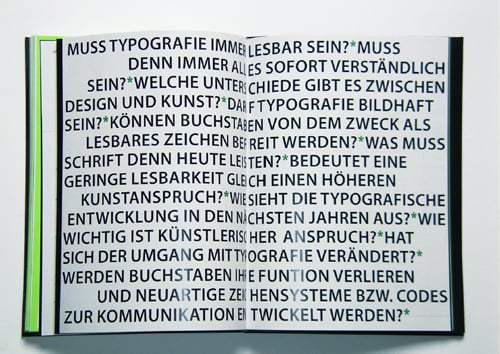 MUSS TYPOGRAFIE IMMER LESBAR SEIN?*MUSS
DENN IMMER ALLES SOFORT VERSTÄNDLICH
SEIN?*WELCHE UNTERSCHIEDE GIBT ES ZWISCHEN
DESIGN UND KUNST?*DARF TYPOGRAFIE BILDHAFT
SEIN?*KÖNNEN BUCHSTABEN VON DEM ZWECK ALS
LESBARES ZEICHEN BEFREIT WERDEN?*WAS MUSS
SCHRIFT DENN HEUTE LEISTEN?*BEDEUTET EINE
GERINGE LESBARKEIT GLEICH EINEN HÖHEREN
KUNSTANSPRUCH?*WIE SIEHT DIE TYPOGRAFISCHE
ENTWICKLUNG IN DEN NÄCHSTEN JAHREN AUS?*WIE
WICHTIG IST KÜNSTLERISCHER ANSPRUCH?*HAT
SICH DER UMGANG MIT TYPOGRAFIE VERÄNDERT?*
WERDEN BUCHSTABEN IHRE FUNTION VERLIEREN
UND NEUARTIGE ZEICHENSYSTEME BZW. CODES
ZUR KOMMUNIKATION ENTWICKELT WERDEN?*